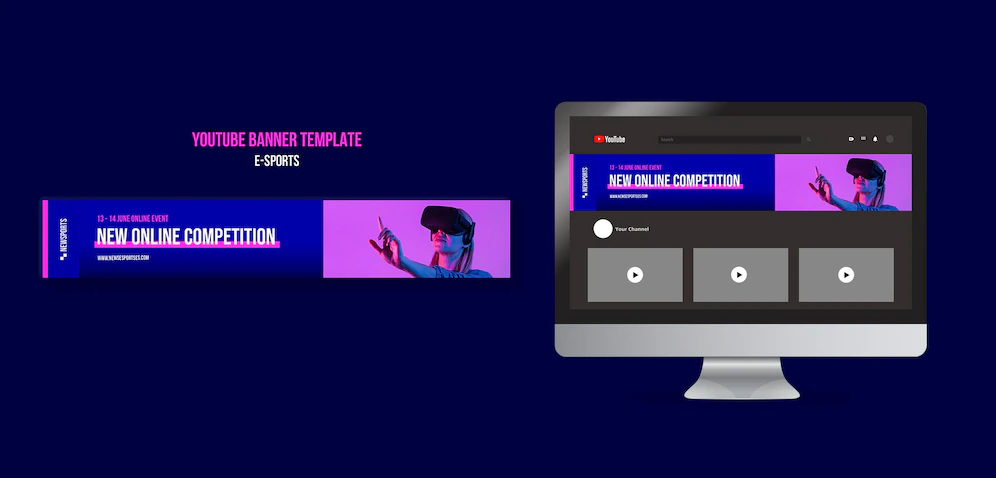 YOUTUBE BANNER TEMPLATE
E-SPORTS
NEWSPORTS
13 - 14 JUNE ONLINE EVENT
NEW ONLINE COMPETITION
WWW.NEWSESPORTSES.COM
YouTube
Search
NEWSPORTS
13 - 14 JUNE ONLINE EVENT
NEW ONLINE COMPETITION
WWW.NEWSESPORTSES.COM
Your Channel